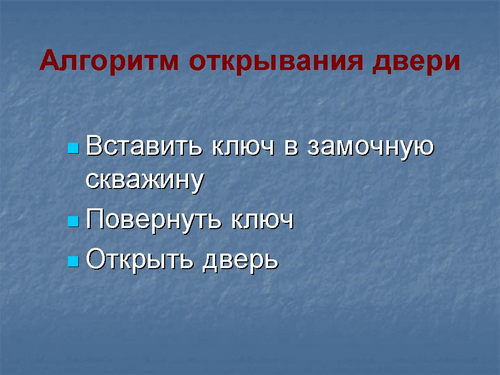 Алгоритм открывания двери
Вставить ключ в замочную
скважину
Повернуть ключ
Открыть дверь